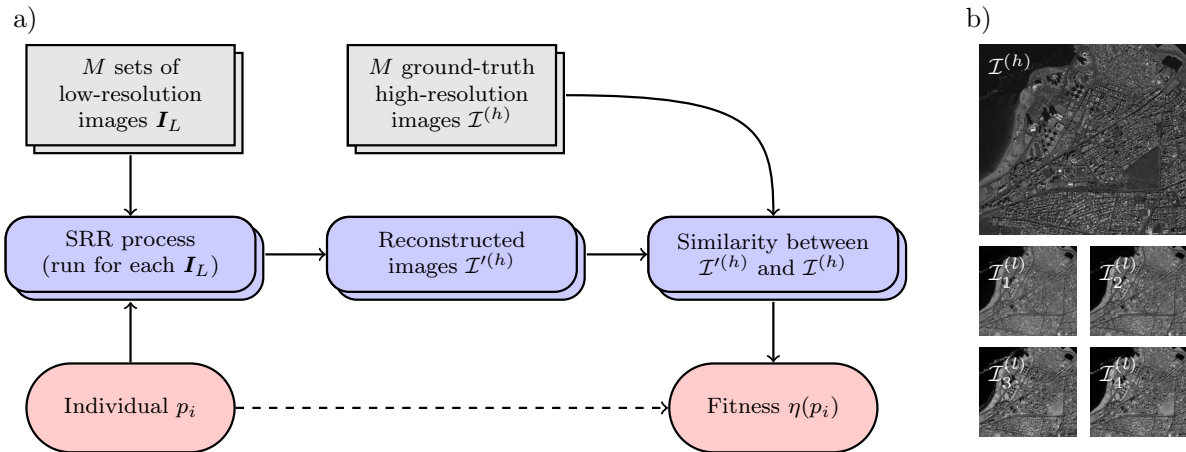 a)
M sets of
low-resolution
images I_L
M ground-truth
high-resolution
images ℐ^(h)
SRR process
(run for each I_L)
Reconstructed
images ℐ′^(h)
Similarity between
ℐ′^(h) and ℐ^(h)
Individual p_i
Fitness η(p_i)
b)
ℐ^(h)
ℐ_1^(l)
ℐ_2^(l)
ℐ_3^(l)
ℐ_4^(l)